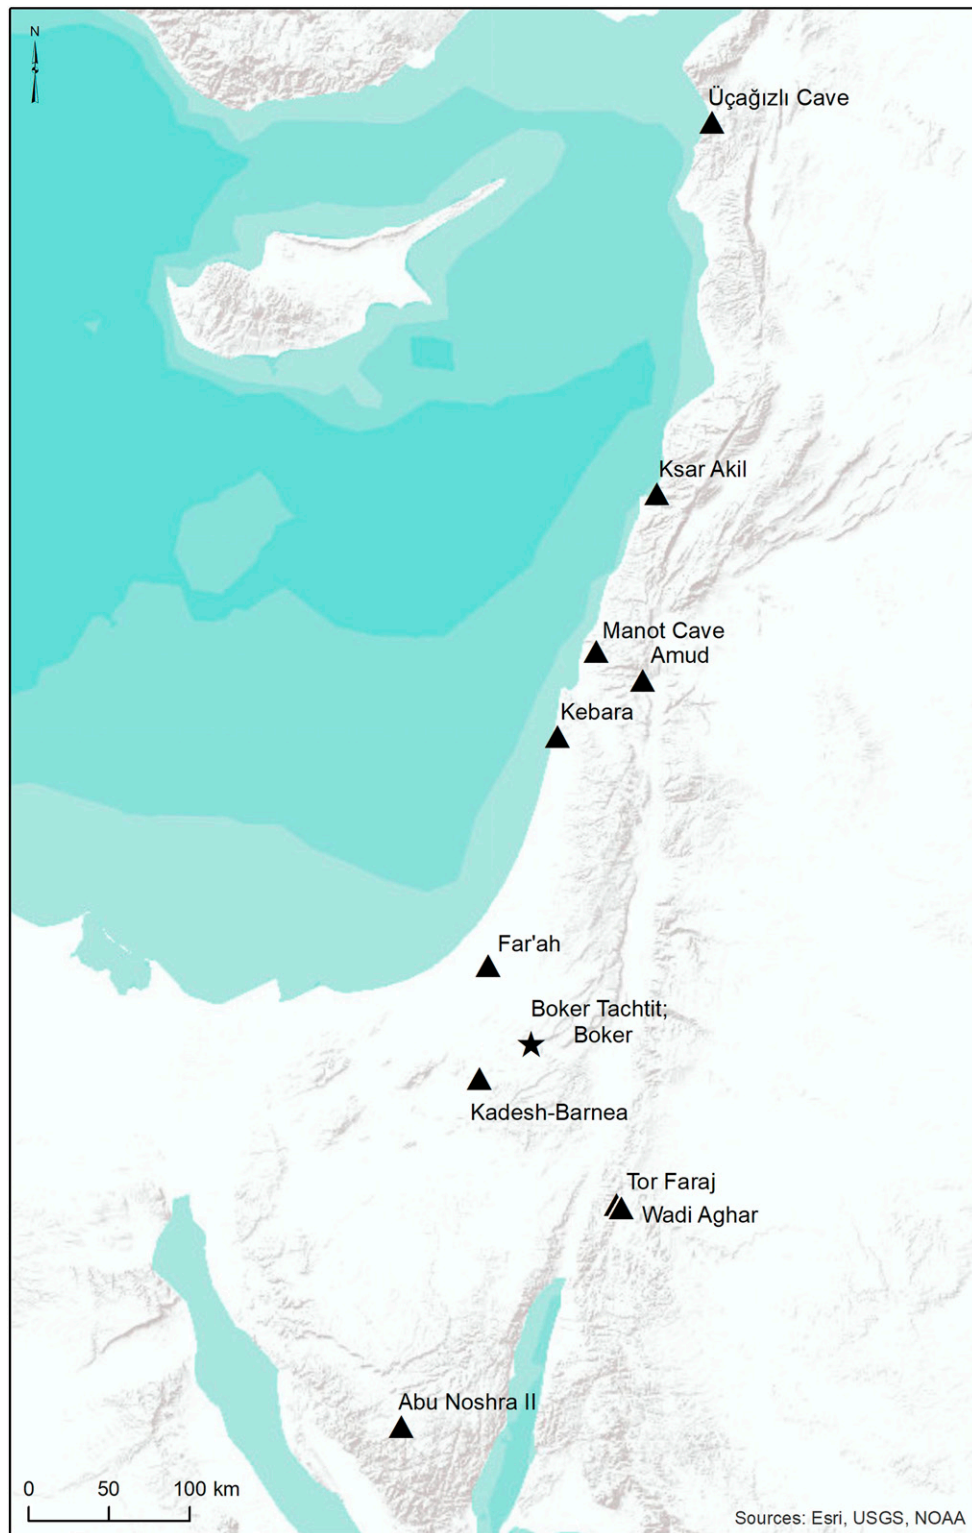 N
Üçağızlı Cave
Ksar Akil
Manot Cave
Amud
Kebara
Far'ah
Boker Tachtit;
Boker
Kadesh-Barnea
Tor Faraj
Wadi Aghar
Abu Noshra II
0 50 100 km
Sources: Esri, USGS, NOAA